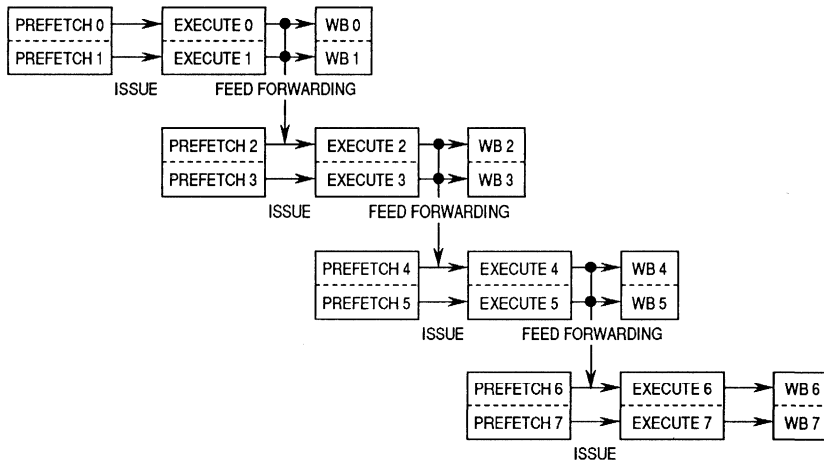 PREFETCH 0 EXECUTE 0 WB 0
PREFETCH 1 EXECUTE 1 WB 1
ISSUE FEED FORWARDING
PREFETCH 2 EXECUTE 2 WB 2
PREFETCH 3 EXECUTE 3 WB 3
ISSUE FEED FORWARDING
PREFETCH 4 EXECUTE 4 WB 4
PREFETCH 5 EXECUTE 5 WB 5
ISSUE FEED FORWARDING
PREFETCH 6 EXECUTE 6 WB 6
PREFETCH 7 EXECUTE 7 WB 7
ISSUE